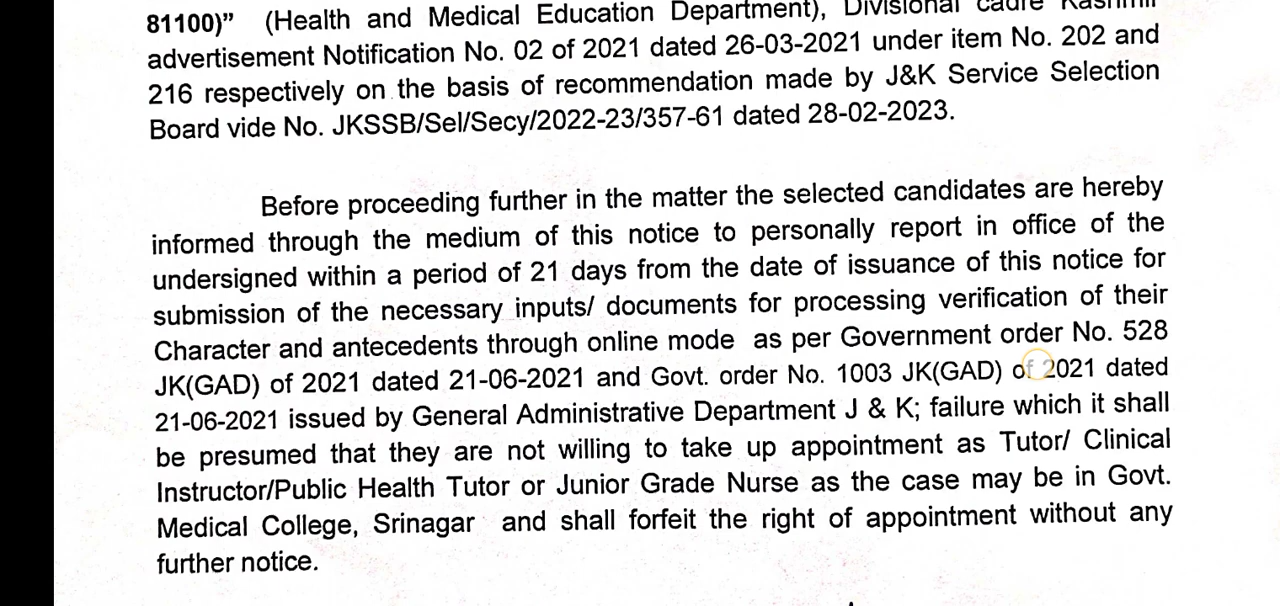 81100)” (Health and Medical Education Department), Divisional cadre Kashmir
advertisement Notification No. 02 of 2021 dated 26-03-2021 under item No. 202 and
216 respectively on the basis of recommendation made by J&K Service Selection
Board vide No. JKSSB/Sel/Secy/2022-23/357-61 dated 28-02-2023.
Before proceeding further in the matter the selected candidates are hereby
informed through the medium of this notice to personally report in office of the
undersigned within a period of 21 days from the date of issuance of this notice for
submission of the necessary inputs/ documents for processing verification of their
Character and antecedents through online mode as per Government order No. 528
JK(GAD) of 2021 dated 21-06-2021 and Govt. order No. 1003 JK(GAD) of 2021 dated
21-06-2021 issued by General Administrative Department J & K; failure which it shall
be presumed that they are not willing to take up appointment as Tutor/ Clinical
Instructor/Public Health Tutor or Junior Grade Nurse as the case may be in Govt.
Medical College, Srinagar and shall forfeit the right of appointment without any
further notice.